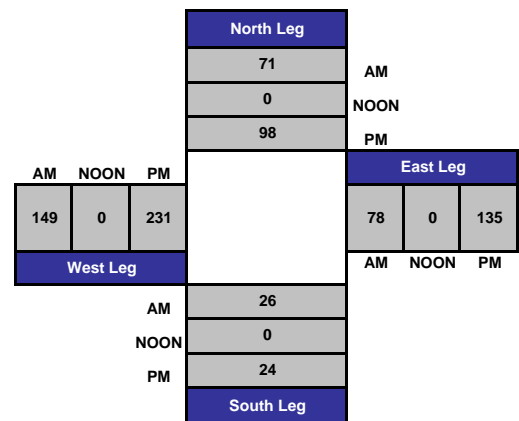 North Leg
71 AM
0 NOON
98 PM
AM NOON PM
East Leg
149 0 231
78 0 135
West Leg
AM NOON PM
AM 26
NOON 0
PM 24
South Leg